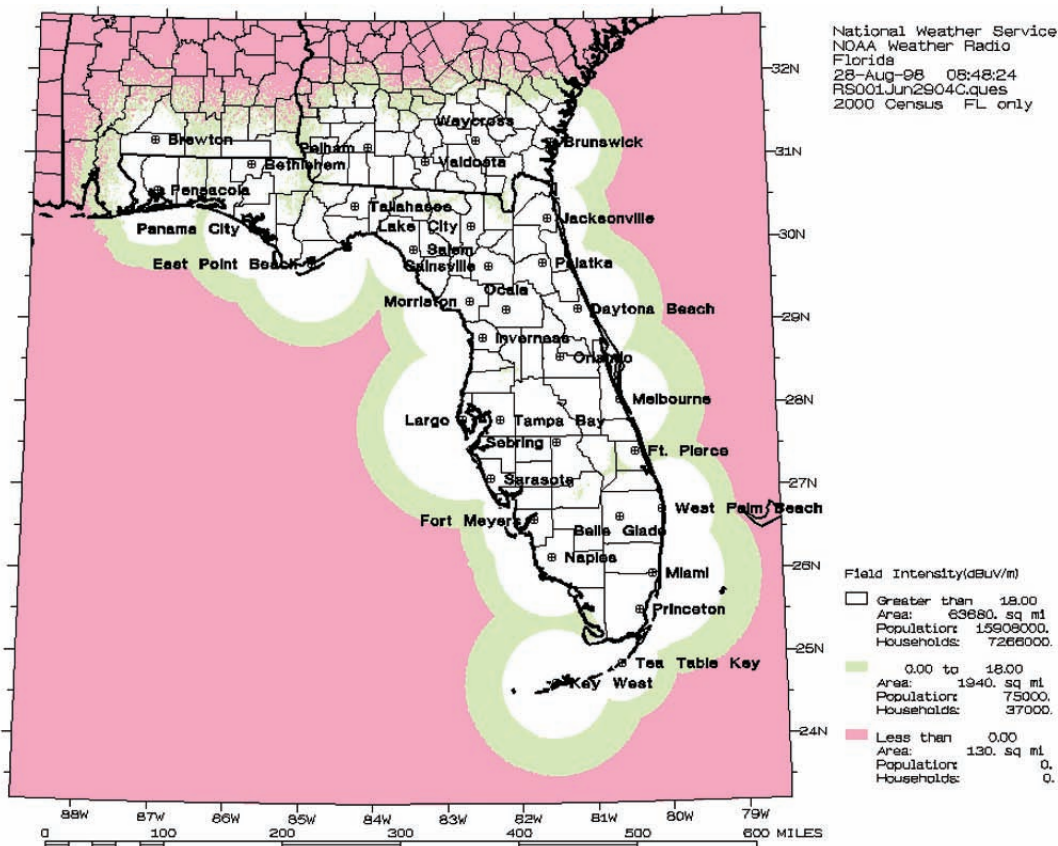 National Weather Service
NOAA Weather Radio
Florida
28-Aug-98 08:48:24
RS001Jun2904C.ques
2000 Census FL only
32N
Waycross
Brewton
Pelham
Brunswick
31N
Bethlehem
Valdosta
Pensacola
Tallahasee
Jacksonville
Panama City
Lake City
30N
East Point Beach
Salem
Gainsville
Palatka
Ocala
Morriston
Daytona Beach
29N
Inverness
Orlando
28N
Melbourne
Largo
Tampa Bay
Sebring
Ft. Pierce
27N
Sarasota
West Palm Beach
Fort Meyers
Belle Glade
Naples
26N
Miami
Princeton
25N
Tea Table Key
Key West
24N
Field Intensity(dBuV/m)
Greater than 18.00
Area: 63680. sq mi
Population: 15908000.
Households: 7266000.
0.00 to 18.00
Area: 1940. sq mi
Population: 75000.
Households: 37000.
Less than 0.00
Area: 130. sq mi
Population: 0.
Households: 0.
88W 87W 86W 85W 84W 83W 82W 81W 80W 79W
0 100 200 300 400 500 600 MILES